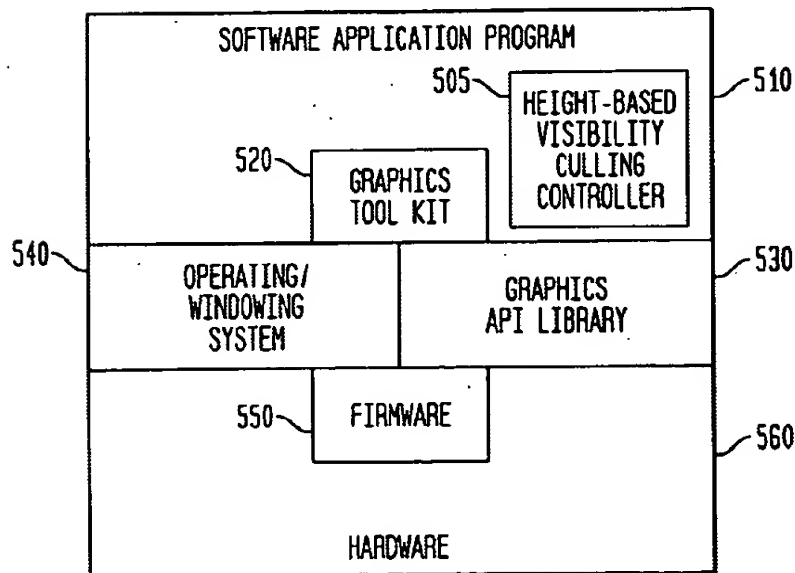 SOFTWARE APPLICATION PROGRAM
505
510
HEIGHT-BASED
VISIBILITY
CULLING
CONTROLLER
520
GRAPHICS
TOOL KIT
540
530
OPERATING/
WINDOWING
SYSTEM
GRAPHICS
API LIBRARY
550
FIRMWARE
560
HARDWARE